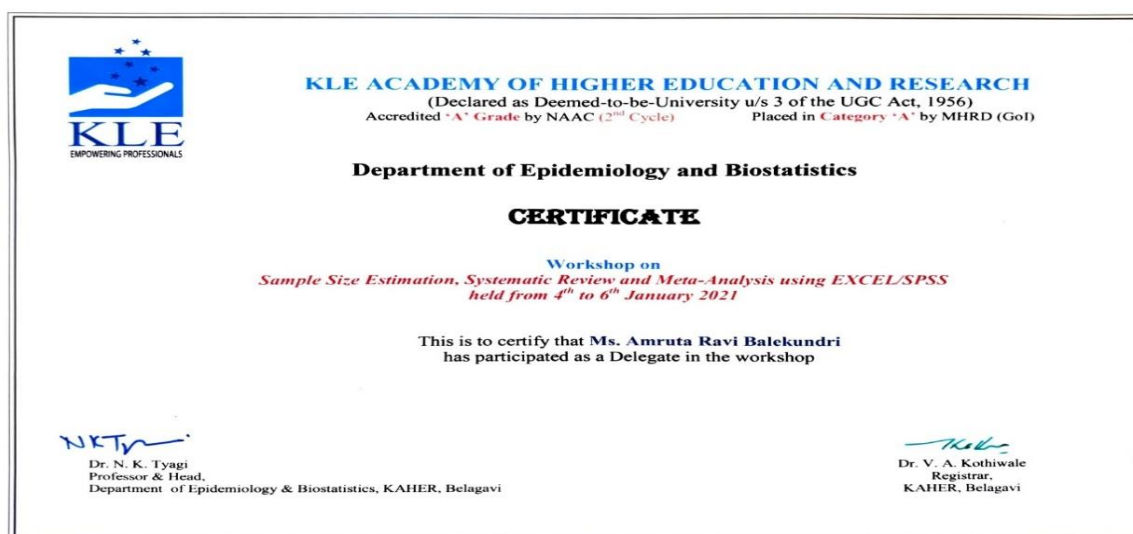 KLE
EMPOWERING PROFESSIONALS
KLE ACADEMY OF HIGHER EDUCATION AND RESEARCH
(Declared as Deemed-to-be-University u/s 3 of the UGC Act, 1956)
Accredited ‘A’ Grade by NAAC (2nd Cycle) Placed in Category ‘A’ by MHRD (GoI)
Department of Epidemiology and Biostatistics
CERTIFICATE
Workshop on
Sample Size Estimation, Systematic Review and Meta-Analysis using EXCEL/SPSS
held from 4th to 6th January 2021
This is to certify that Ms. Amruta Ravi Balekundri
has participated as a Delegate in the workshop
Dr. N. K. Tyagi
Professor & Head,
Department of Epidemiology & Biostatistics, KAHER, Belagavi
Dr. V. A. Kothiwale
Registrar,
KAHER, Belagavi